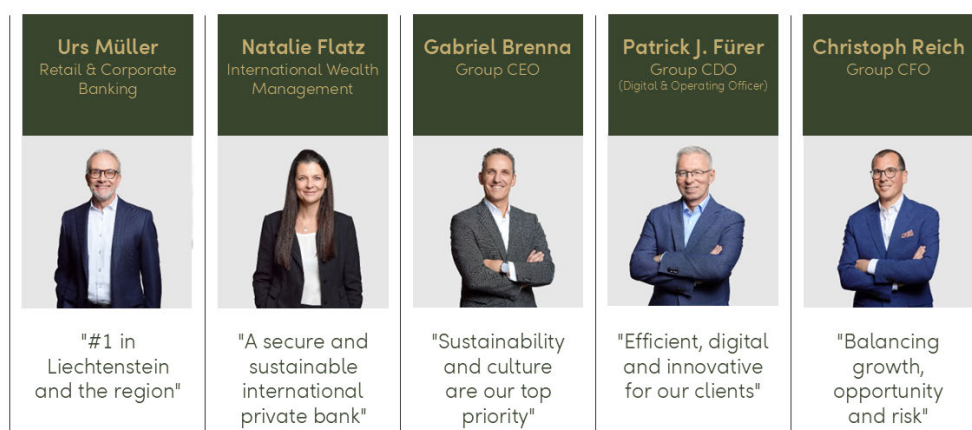 Urs Müller
Retail & Corporate
Banking
"#1 in
Liechtenstein
and the region"
Natalie Flatz
International Wealth
Management
"A secure and
sustainable
international
private bank"
Gabriel Brenna
Group CEO
"Sustainability
and culture
are our top
priority"
Patrick J. Fürer
Group CDO
(Digital & Operating Officer)
"Efficient, digital
and innovative
for our clients"
Christoph Reich
Group CFO
"Balancing
growth,
opportunity
and risk"